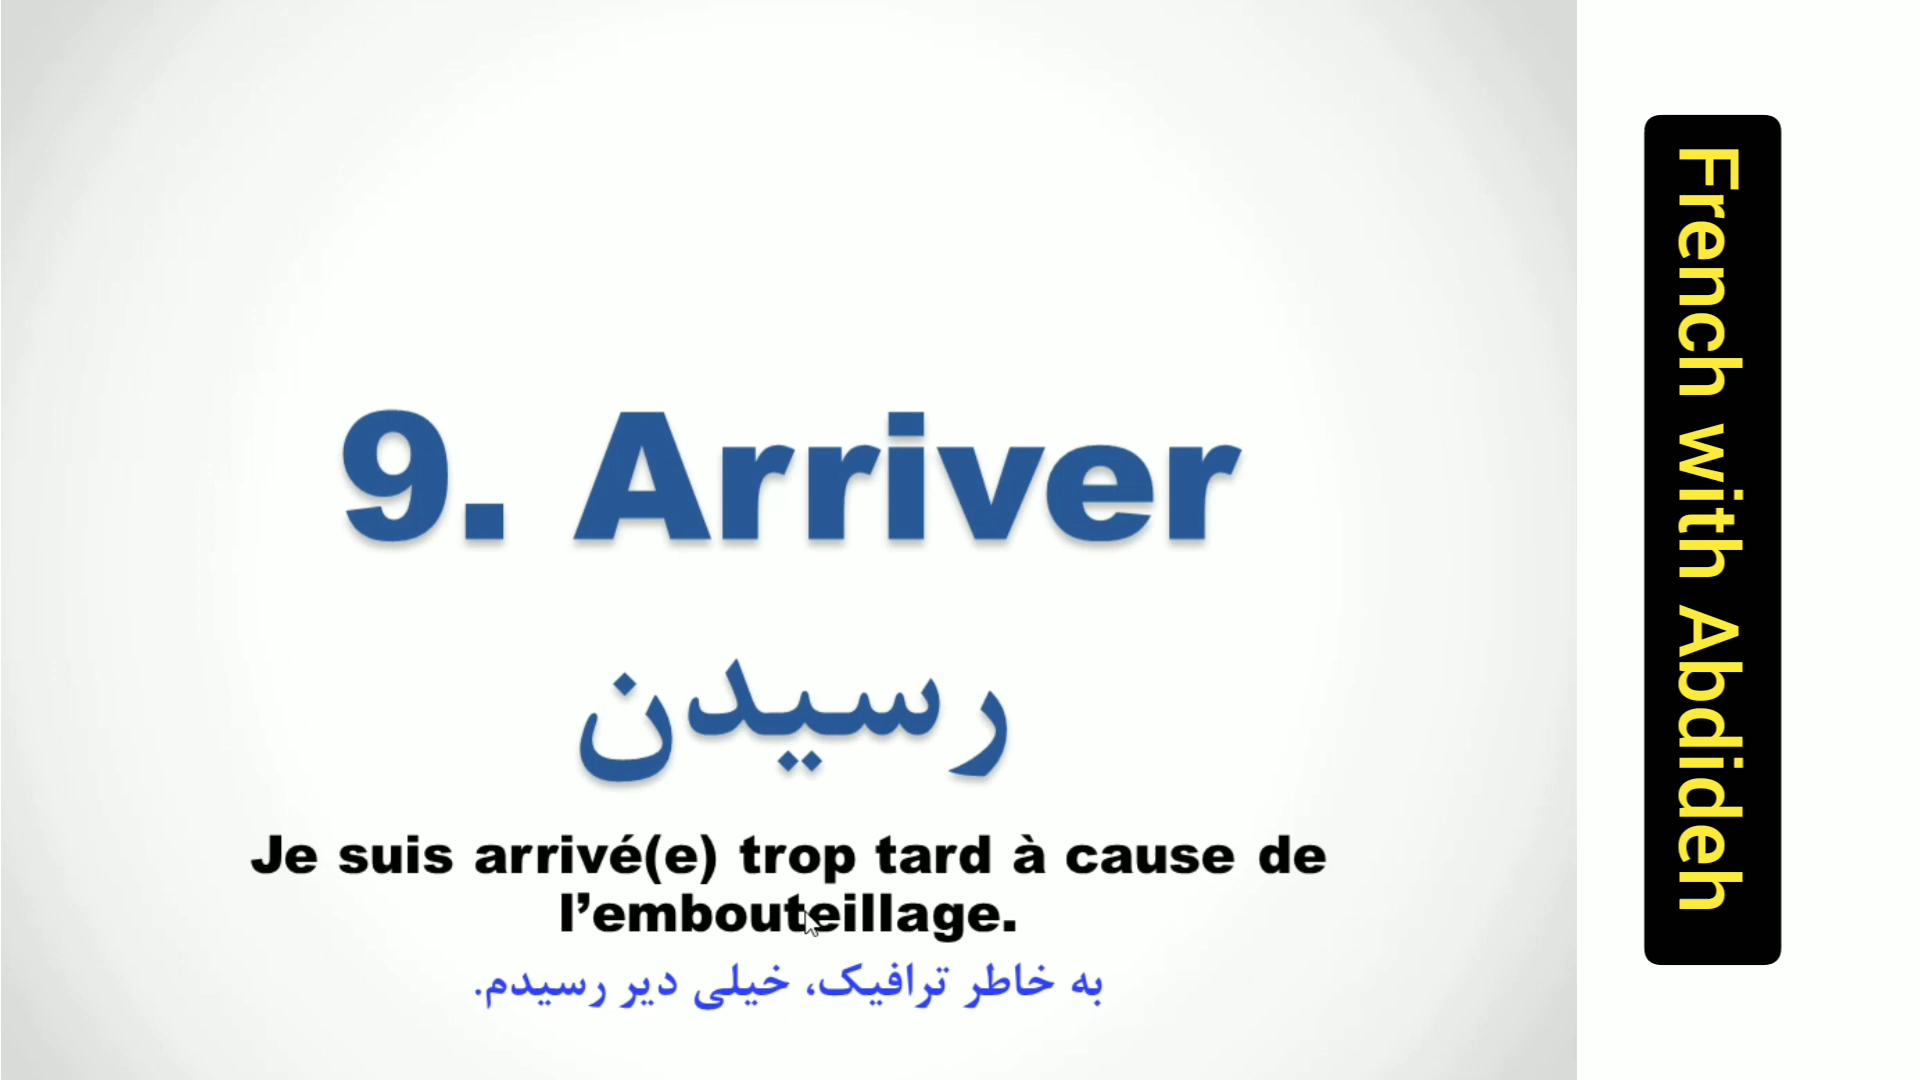 9. Arriver
رسیدن
Je suis arrivé(e) trop tard à cause de
l’embouteillage.
به خاطر ترافیک، خیلی دیر رسیدم.
French with Abdideh